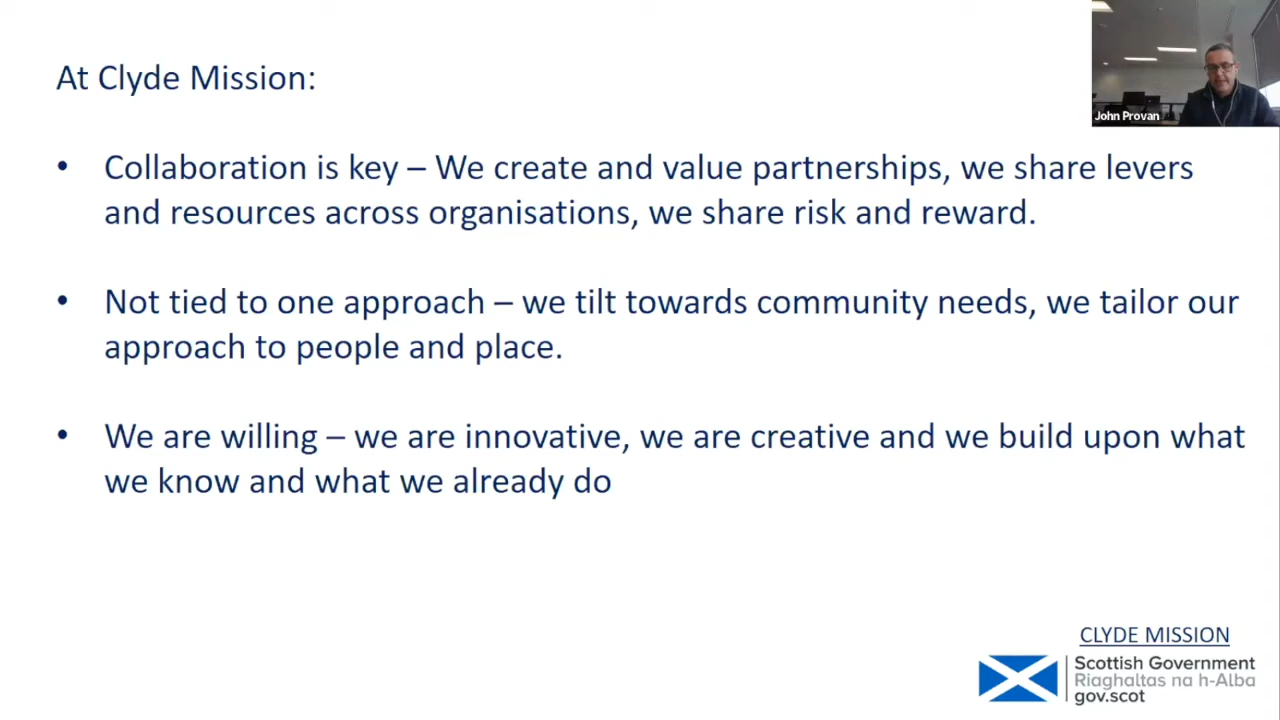 At Clyde Mission:
John Provan
• Collaboration is key – We create and value partnerships, we share levers
and resources across organisations, we share risk and reward.
• Not tied to one approach – we tilt towards community needs, we tailor our
approach to people and place.
• We are willing – we are innovative, we are creative and we build upon what
we know and what we already do
CLYDE MISSION
Scottish Government
Riaghaltas na h-Alba
gov.scot